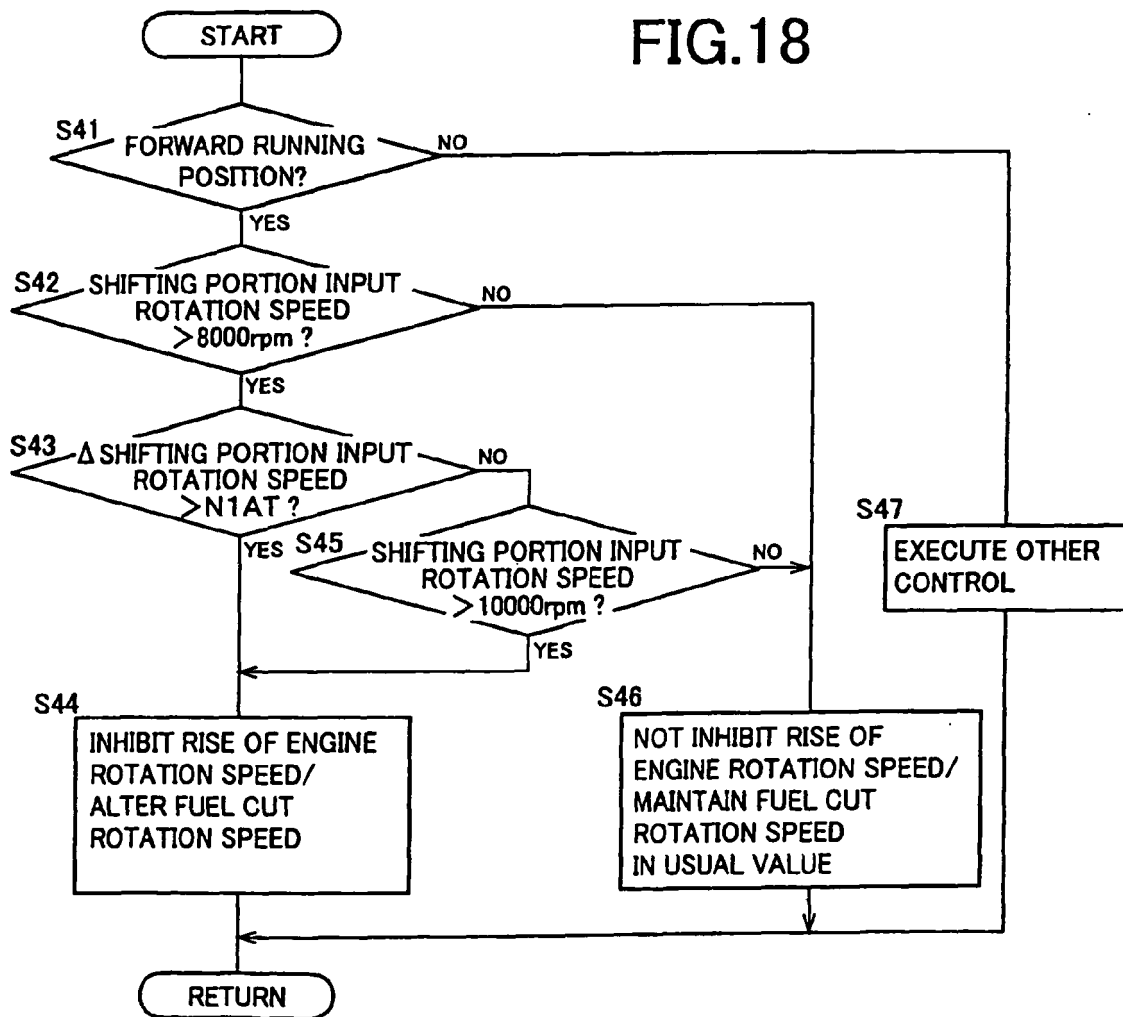 FIG.18
START
S41
FORWARD RUNNING
POSITION?
NO
YES
S42
SHIFTING PORTION INPUT
ROTATION SPEED
>8000rpm ?
NO
YES
S43
Δ SHIFTING PORTION INPUT
ROTATION SPEED
>N1AT ?
NO
YES
S45
SHIFTING PORTION INPUT
ROTATION SPEED
>10000rpm ?
NO
YES
S47
EXECUTE OTHER
CONTROL
S44
INHIBIT RISE OF ENGINE
ROTATION SPEED/
ALTER FUEL CUT
ROTATION SPEED
S46
NOT INHIBIT RISE OF
ENGINE ROTATION SPEED/
MAINTAIN FUEL CUT
ROTATION SPEED
IN USUAL VALUE
RETURN